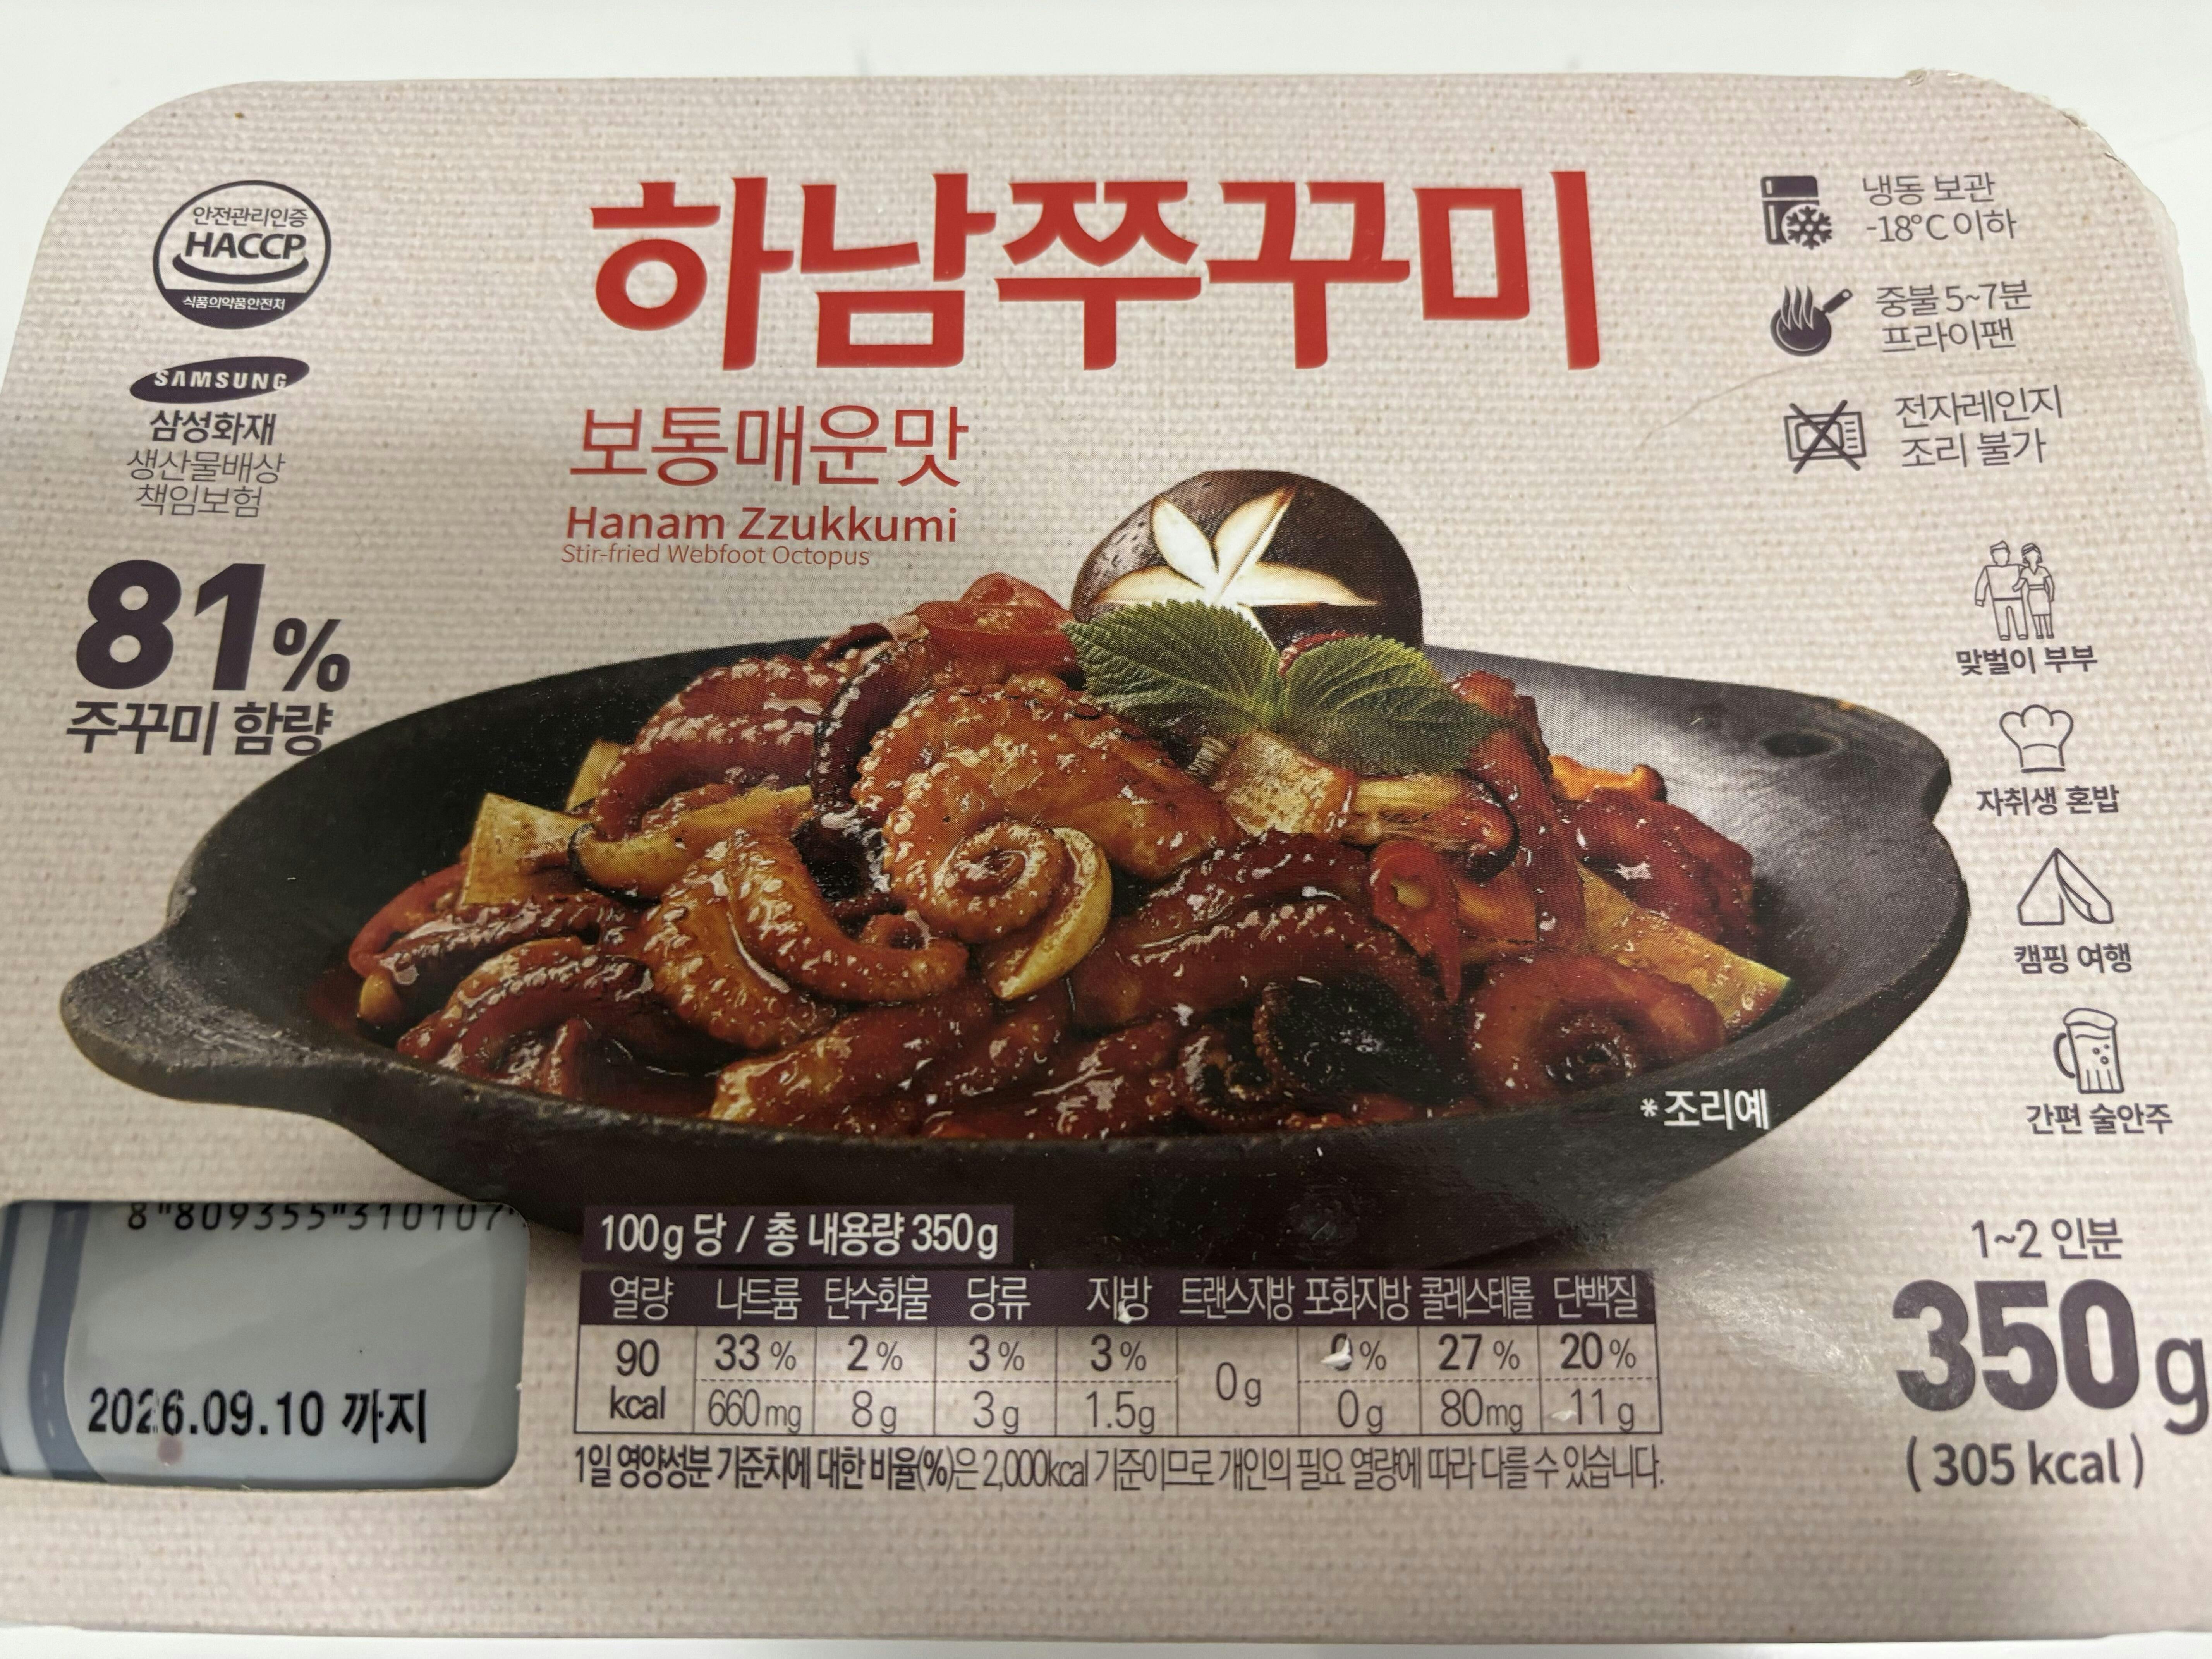 안전관리인증
HACCP
식품의약품안전처
SAMSUNG
삼성화재
생산물배상
책임보험
81%
주꾸미 함량
하남쭈꾸미
보통매운맛
Hanam Zzukkumi
Stir-fried Webfoot Octopus
냉동 보관
-18°C 이하
중불 5~7분
프라이팬
전자레인지
조리 불가
맞벌이 부부
자취생 혼밥
캠핑 여행
간편 술안주
*조리예
8"809355"310107
2026.09.10 까지
100g 당 / 총 내용량 350g
열량 나트륨 탄수화물 당류 지방 트랜스지방 포화지방 콜레스테롤 단백질
90 33% 2% 3% 3% 0g 0% 27% 20%
kcal 660mg 8g 3g 1.5g 0g 80mg 11g
1일 영양성분 기준치에 대한 비율(%)은 2,000kcal 기준이므로 개인의 필요 열량에 따라 다를 수 있습니다.
1~2 인분
350g
(305 kcal)